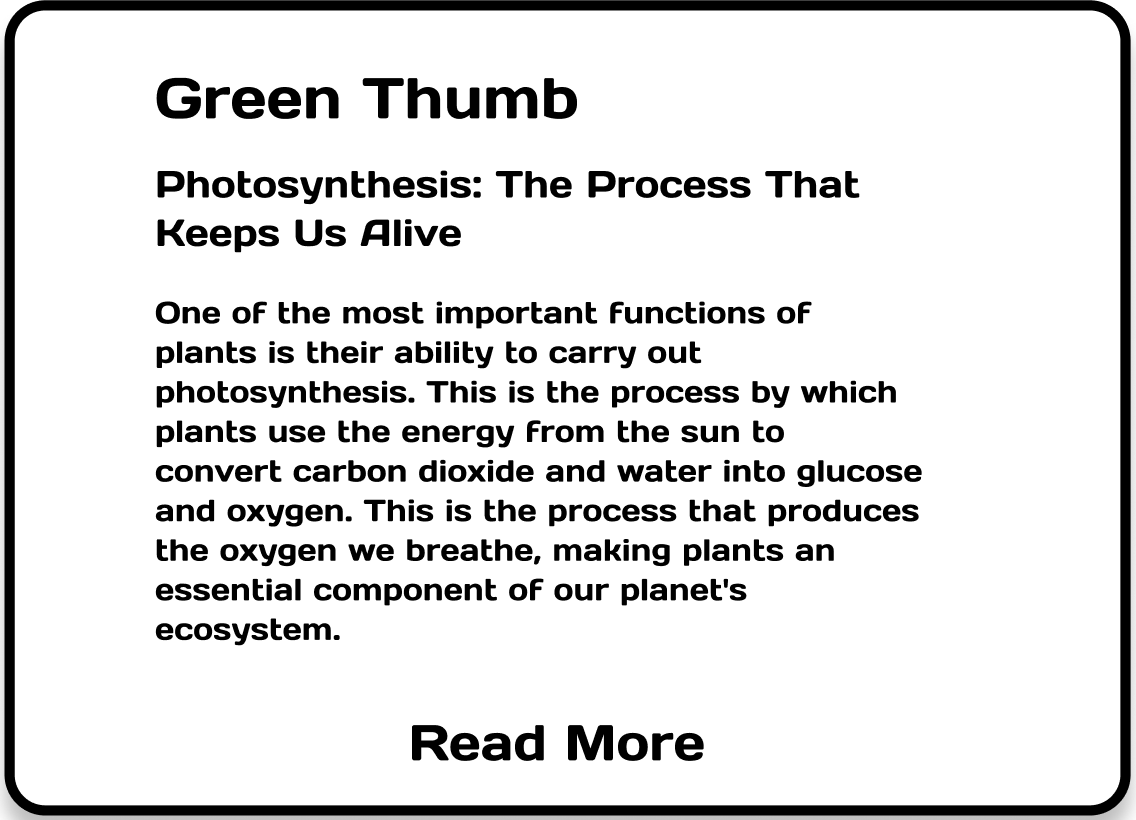 Green Thumb
Photosynthesis: The Process That
Keeps Us Alive
One of the most important functions of
plants is their ability to carry out
photosynthesis. This is the process by which
plants use the energy from the sun to
convert carbon dioxide and water into glucose
and oxygen. This is the process that produces
the oxygen we breathe, making plants an
essential component of our planet's
ecosystem.
Read More